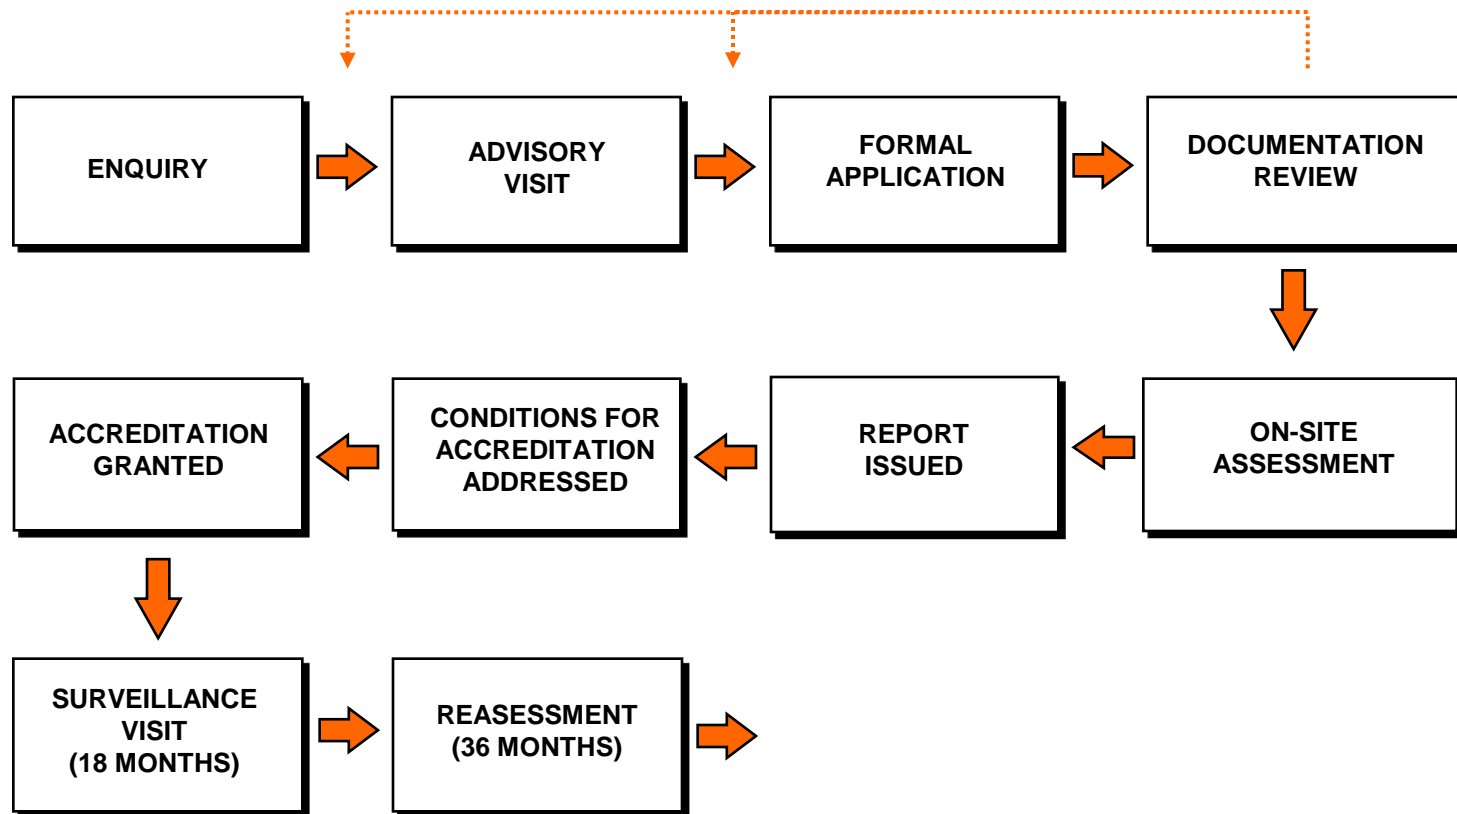 ENQUIRY
ADVISORY
VISIT
FORMAL
APPLICATION
DOCUMENTATION
REVIEW
ON-SITE
ASSESSMENT
REPORT
ISSUED
CONDITIONS FOR
ACCREDITATION
ADDRESSED
ACCREDITATION
GRANTED
SURVEILLANCE
VISIT
(18 MONTHS)
REASESSMENT
(36 MONTHS)